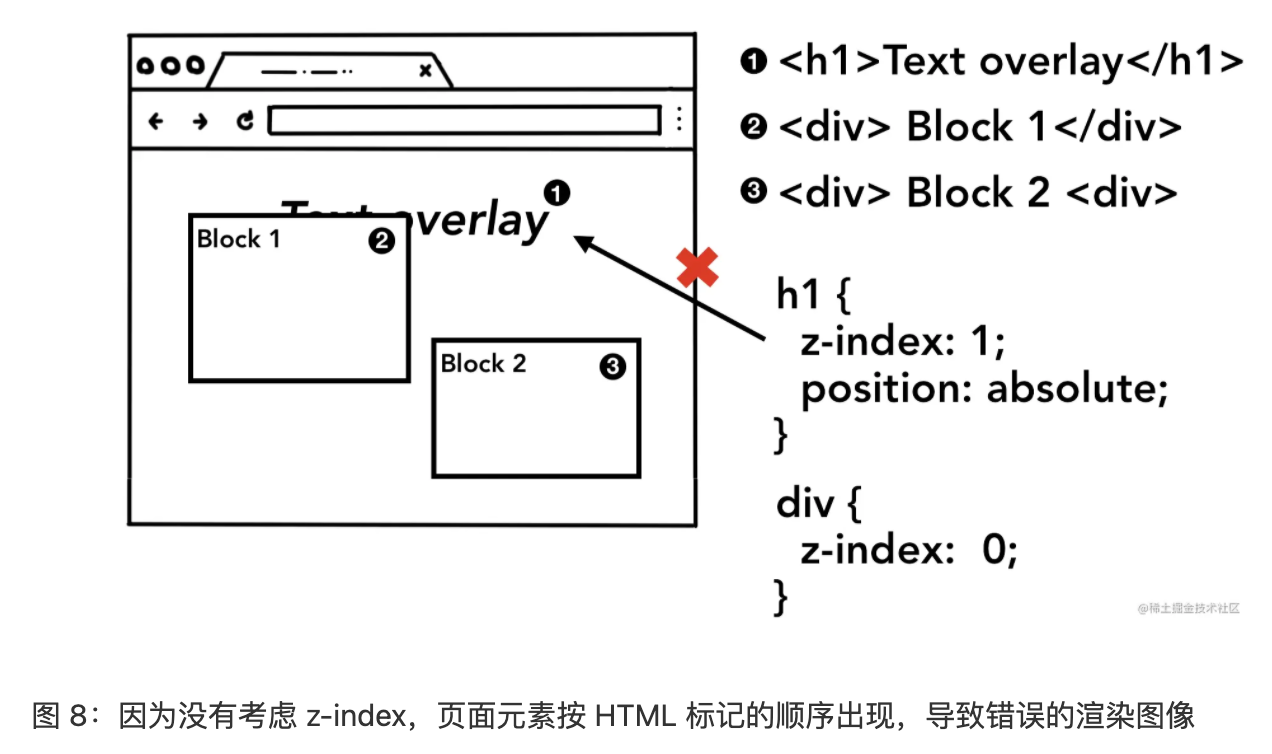 ❶ <h1>Text overlay</h1>
❷ <div> Block 1</div>
❸ <div> Block 2 <div>
Text overlay ❶
Block 1 ❷
Block 2 ❸
h1 {
z-index: 1;
position: absolute;
}
div {
z-index: 0;
}
@稀土掘金技术社区
图 8：因为没有考虑 z-index，页面元素按 HTML 标记的顺序出现，导致错误的渲染图像